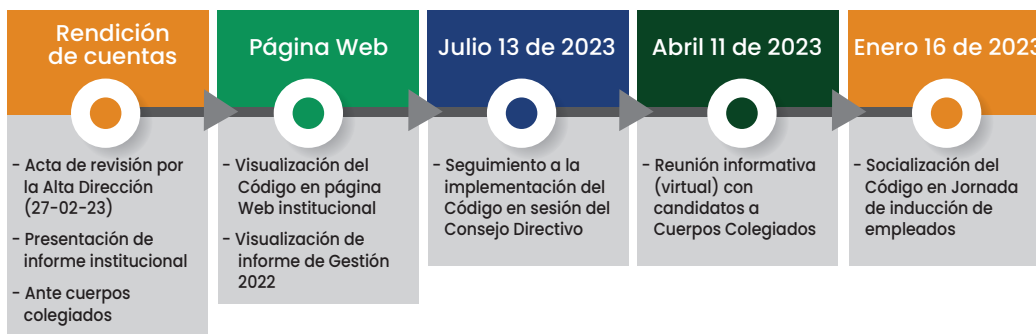 Rendición
de cuentas
- Acta de revisión por
la Alta Dirección
(27-02-23)
- Presentación de
informe institucional
- Ante cuerpos
colegiados
Página Web
- Visualización del
Código en página
Web institucional
- Visualización de
informe de Gestión
2022
Julio 13 de 2023
- Seguimiento a la
implementación del
Código en sesión del
Consejo Directivo
Abril 11 de 2023
- Reunión informativa
(virtual) con
candidatos a
Cuerpos Colegiados
Enero 16 de 2023
- Socialización del
Código en Jornada
de inducción de
empleados